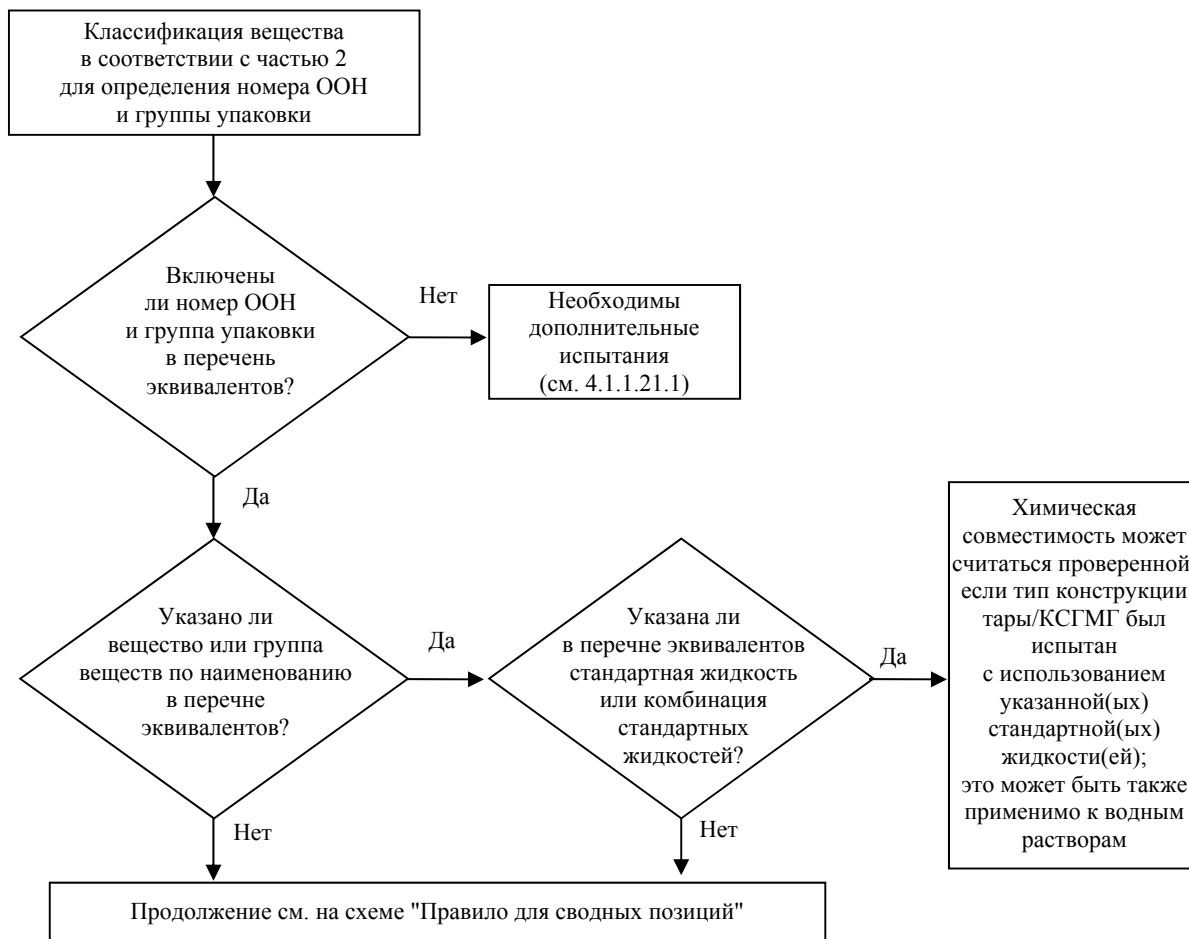 Классификация вещества
в соответствии с частью 2
для определения номера ООН
и группы упаковки
Включены
ли номер ООН
и группа упаковки
в перечень
эквивалентов?
Нет
Необходимы
дополнительные
испытания
(см. 4.1.1.21.1)
Да
Указано ли
вещество или группа
веществ по наименованию
в перечне
эквивалентов?
Да
Указана ли
в перечне эквивалентов
стандартная жидкость
или комбинация
стандартных
жидкостей?
Да
Химическая
совместимость может
считаться проверенной,
если тип конструкции
тары/КСГМГ был
испытан
с использованием
указанной(ых)
стандартной(ых)
жидкости(ей);
это может быть также
применимо к водным
растворам
Нет
Нет
Продолжение см. на схеме "Правило для сводных позиций"